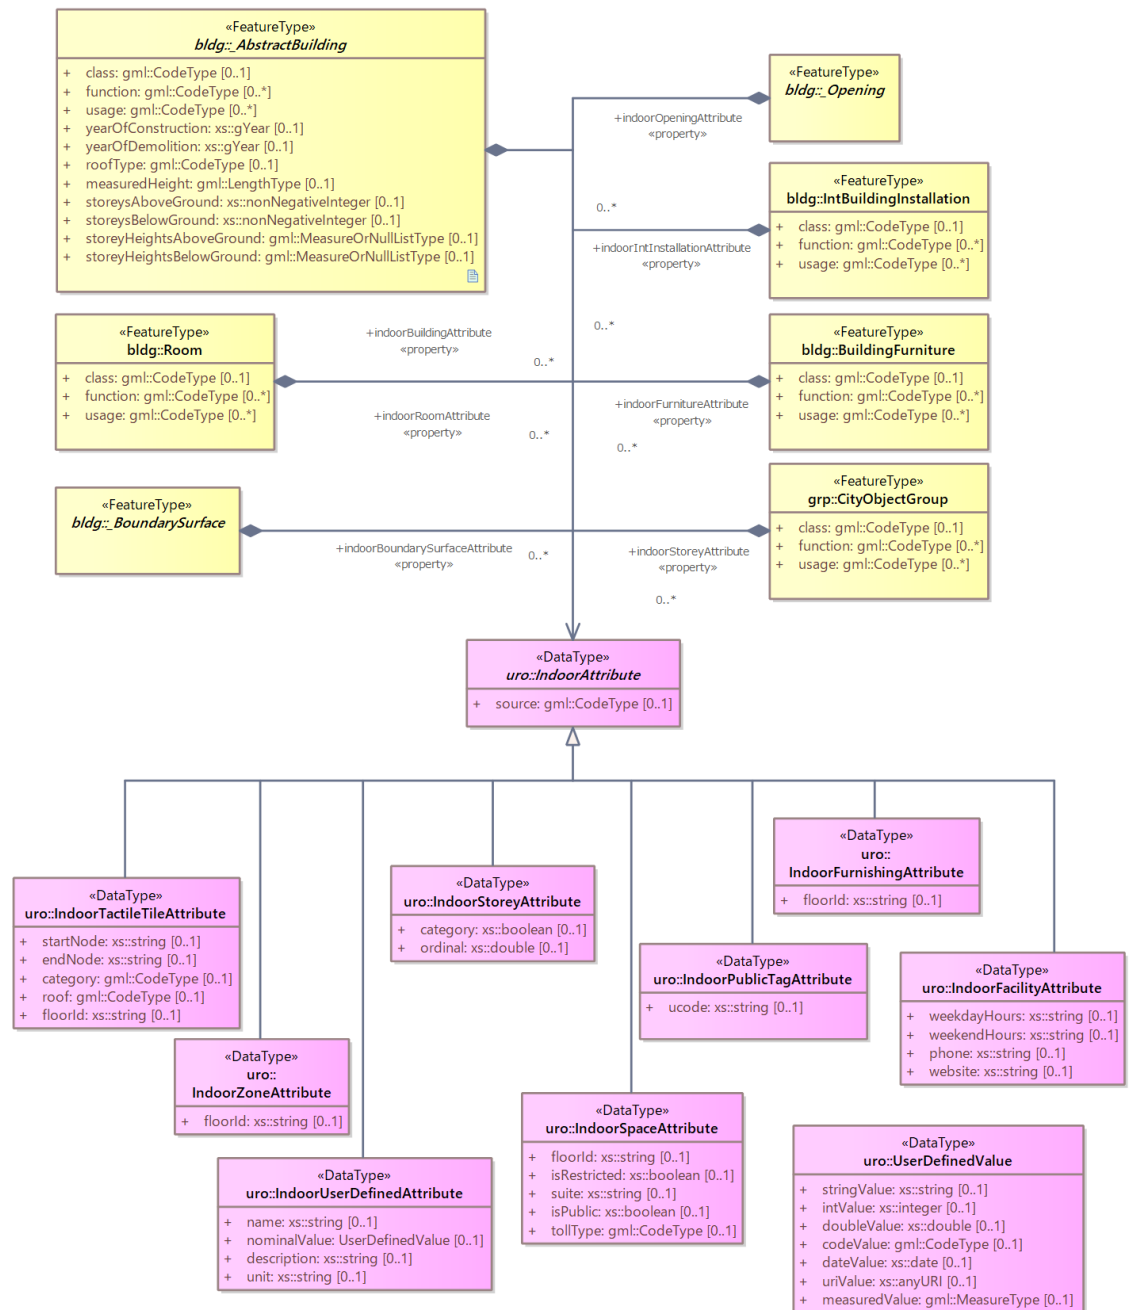 «FeatureType»
bldg::_AbstractBuilding
+ class: gml::CodeType [0..1]
+ function: gml::CodeType [0..*]
+ usage: gml::CodeType [0..*]
+ yearOfConstruction: xs::gYear [0..1]
+ yearOfDemolition: xs::gYear [0..1]
+ roofType: gml::CodeType [0..1]
+ measuredHeight: gml::LengthType [0..1]
+ storeysAboveGround: xs::nonNegativeInteger [0..1]
+ storeysBelowGround: xs::nonNegativeInteger [0..1]
+ storeyHeightsAboveGround: gml::MeasureOrNullListType [0..1]
+ storeyHeightsBelowGround: gml::MeasureOrNullListType [0..1]
«FeatureType»
bldg::_Opening
+indoorOpeningAttribute
«property»
0..*
«FeatureType»
bldg::IntBuildingInstallation
+ class: gml::CodeType [0..1]
+ function: gml::CodeType [0..*]
+ usage: gml::CodeType [0..*]
+indoorIntInstallationAttribute
«property»
0..*
«FeatureType»
bldg::Room
+ class: gml::CodeType [0..1]
+ function: gml::CodeType [0..*]
+ usage: gml::CodeType [0..*]
+indoorBuildingAttribute
«property»
0..*
«FeatureType»
bldg::BuildingFurniture
+ class: gml::CodeType [0..1]
+ function: gml::CodeType [0..*]
+ usage: gml::CodeType [0..*]
+indoorRoomAttribute
«property»
0..*
+indoorFurnitureAttribute
«property»
0..*
«FeatureType»
bldg::_BoundarySurface
«FeatureType»
grp::CityObjectGroup
+ class: gml::CodeType [0..1]
+ function: gml::CodeType [0..*]
+ usage: gml::CodeType [0..*]
+indoorBoundarySurfaceAttribute
«property»
0..*
+indoorStoreyAttribute
«property»
0..*
«DataType»
uro::IndoorAttribute
+ source: gml::CodeType [0..1]
«DataType»
uro::
IndoorFurnishingAttribute
+ floorId: xs::string [0..1]
«DataType»
uro::IndoorTactileTileAttribute
+ startNode: xs::string [0..1]
+ endNode: xs::string [0..1]
+ category: gml::CodeType [0..1]
+ roof: gml::CodeType [0..1]
+ floorId: xs::string [0..1]
«DataType»
uro::IndoorStoreyAttribute
+ category: xs::boolean [0..1]
+ ordinal: xs::double [0..1]
«DataType»
uro::IndoorPublicTagAttribute
+ ucode: xs::string [0..1]
«DataType»
uro::IndoorFacilityAttribute
+ weekdayHours: xs::string [0..1]
+ weekendHours: xs::string [0..1]
+ phone: xs::string [0..1]
+ website: xs::string [0..1]
«DataType»
uro::
IndoorZoneAttribute
+ floorId: xs::string [0..1]
«DataType»
uro::IndoorSpaceAttribute
+ floorId: xs::string [0..1]
+ isRestricted: xs::boolean [0..1]
+ suite: xs::string [0..1]
+ isPublic: xs::boolean [0..1]
+ tollType: gml::CodeType [0..1]
«DataType»
uro::IndoorUserDefinedAttribute
+ name: xs::string [0..1]
+ nominalValue: UserDefinedValue [0..1]
+ description: xs::string [0..1]
+ unit: xs::string [0..1]
«DataType»
uro::UserDefinedValue
+ stringValue: xs::string [0..1]
+ intValue: xs::integer [0..1]
+ doubleValue: xs::double [0..1]
+ codeValue: gml::CodeType [0..1]
+ dateValue: xs::date [0..1]
+ uriValue: xs::anyURI [0..1]
+ measuredValue: gml::MeasureType [0..1]